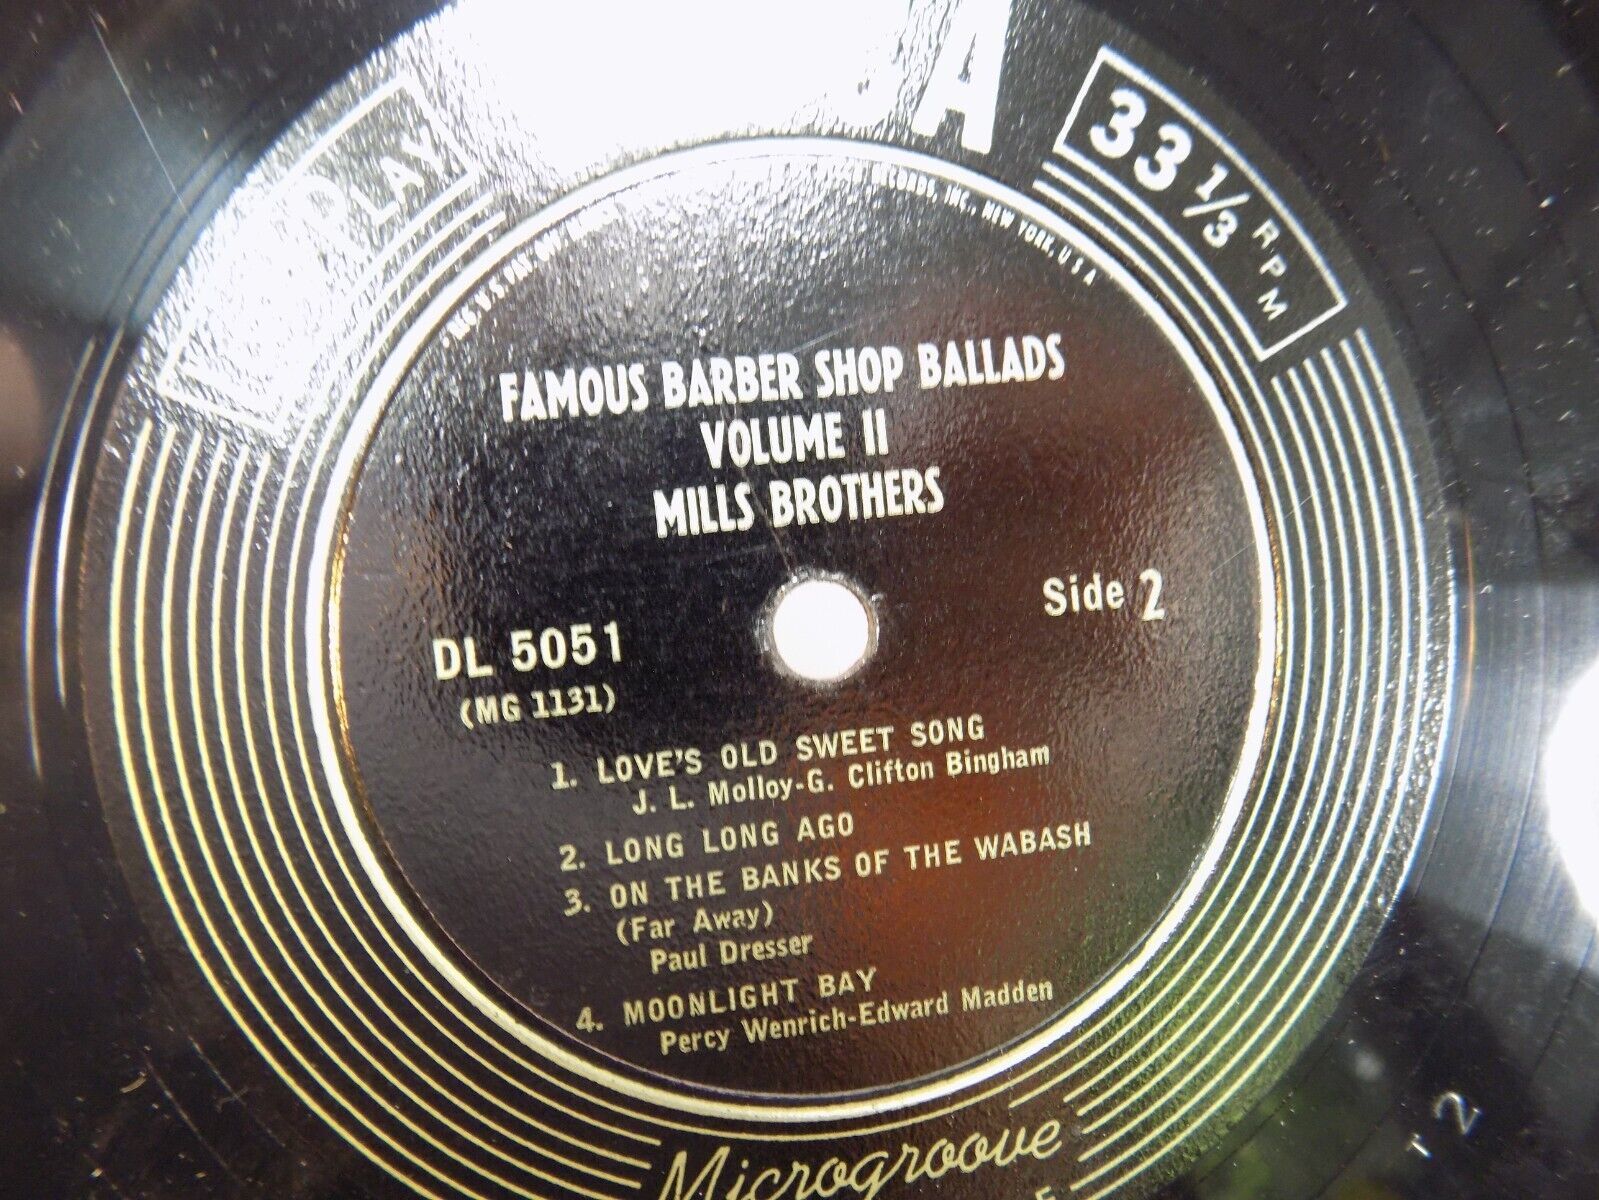 PLAY
A
33 1/3 RPM
RECORDS, INC., NEW YORK, U S A
FAMOUS BARBER SHOP BALLADS
VOLUME II
MILLS BROTHERS
Side 2
DL 5051
(MG 1131)
1. LOVE'S OLD SWEET SONG
J. L. Molloy-G. Clifton Bingham
2. LONG LONG AGO
3. ON THE BANKS OF THE WABASH
(Far Away)
Paul Dresser
4. MOONLIGHT BAY
Percy Wenrich-Edward Madden
Microgroove